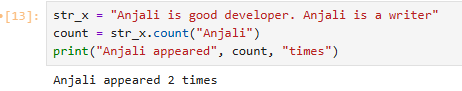 [13]: str_x = "Anjali is good developer. Anjali is a writer"
count = str_x.count("Anjali")
print("Anjali appeared", count, "times")
Anjali appeared 2 times